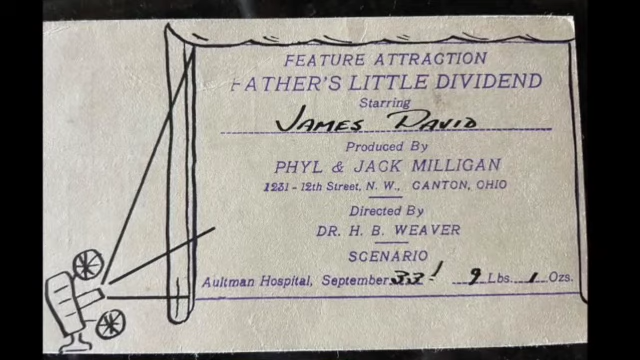 FEATURE ATTRACTION
FATHER'S LITTLE DIVIDEND
Starring
JAMES DAVID
Produced By
PHYL & JACK MILLIGAN
1231 - 12th Street, N. W., CANTON, OHIO
Directed By
DR. H. B. WEAVER
SCENARIO
Aultman Hospital, September 9 Lbs. 1 Ozs.